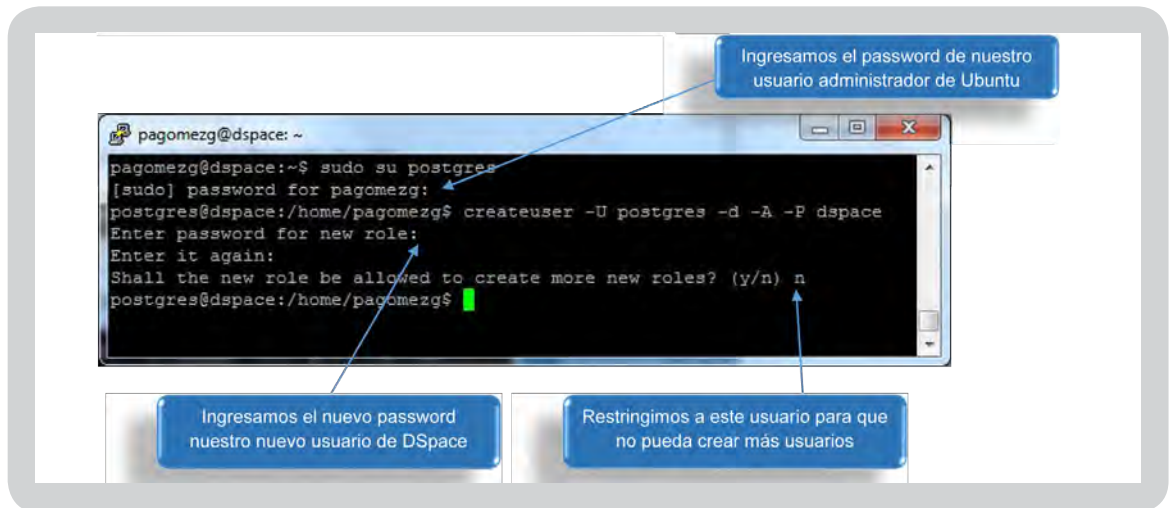 Ingresamos el password de nuestro
usuario administrador de Ubuntu
pagomezg@dspace: ~
pagomezg@dspace:~$ sudo su postgres
[sudo] password for pagomezg:
postgres@dspace:/home/pagomezg$ createuser -U postgres -d -A -P dspace
Enter password for new role:
Enter it again:
Shall the new role be allowed to create more new roles? (y/n) n
postgres@dspace:/home/pagomezg$
Ingresamos el nuevo password
nuestro nuevo usuario de DSpace
Restringimos a este usuario para que
no pueda crear más usuarios